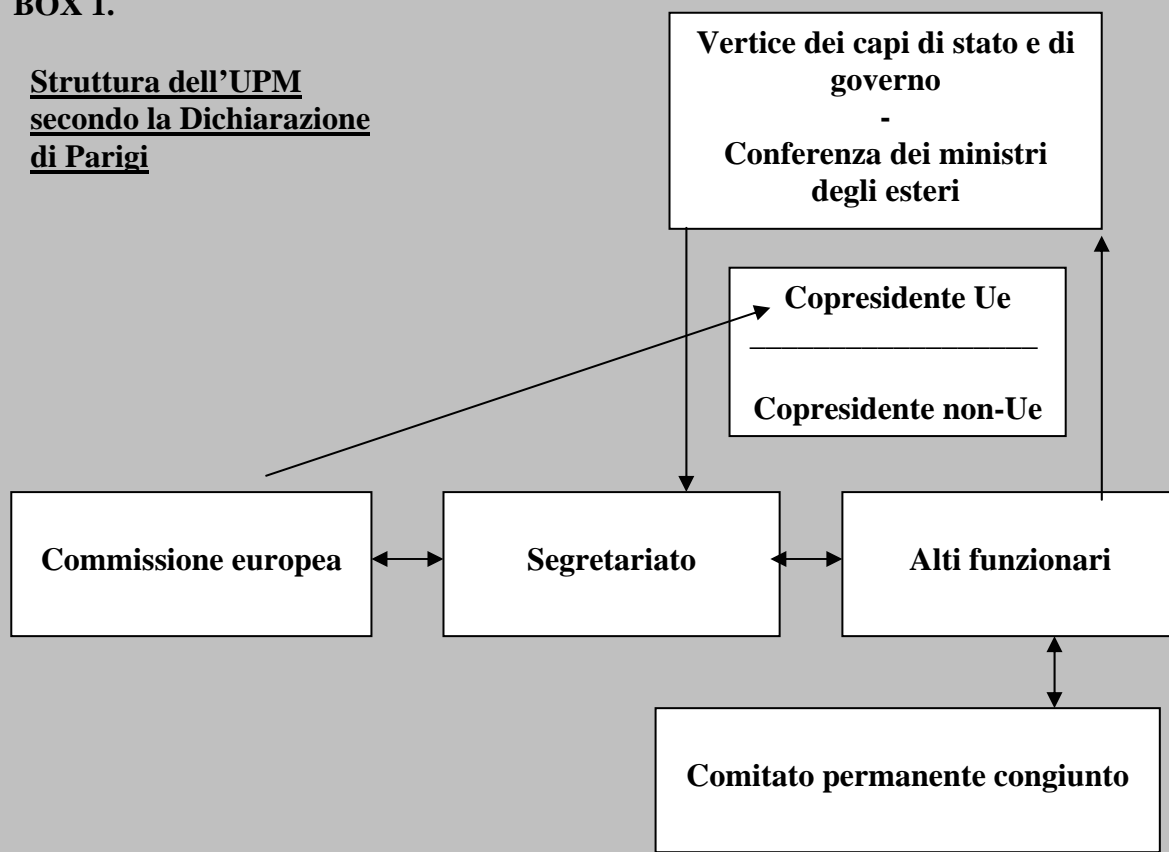 BOX 1.
Struttura dell'UPM
secondo la Dichiarazione
di Parigi
Vertice dei capi di stato e di
governo
-
Conferenza dei ministri
degli esteri
Copresidente Ue
___________________
Copresidente non-Ue
Commissione europea
Segretariato
Alti funzionari
Comitato permanente congiunto